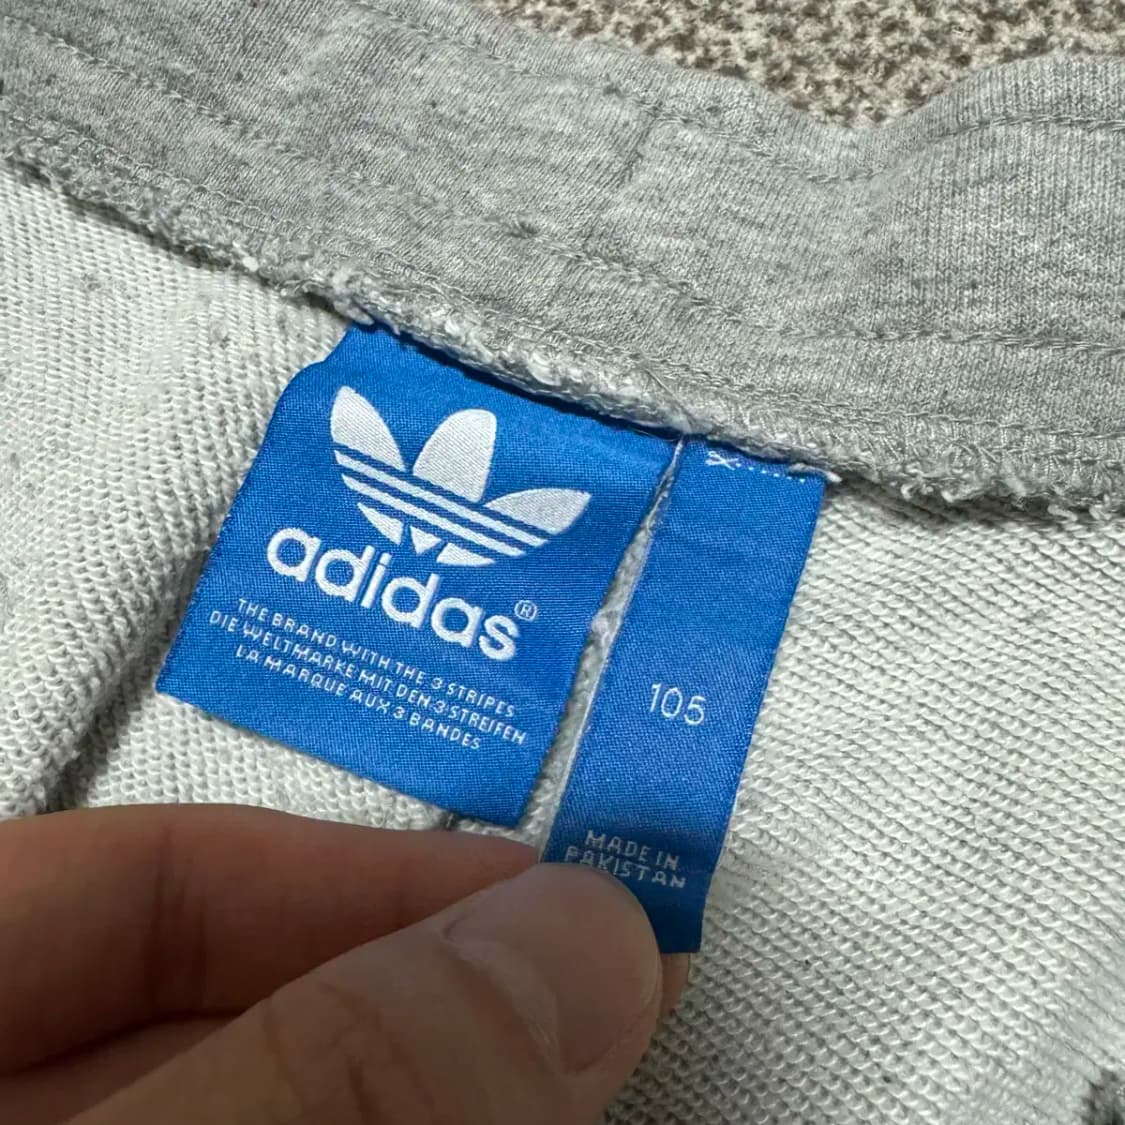 adidas®
THE BRAND WITH THE 3 STRIPES
DIE WELTMARKE MIT DEN 3 STREIFEN
LA MARQUE AUX 3 BANDES
105
MADE IN
PAKISTAN